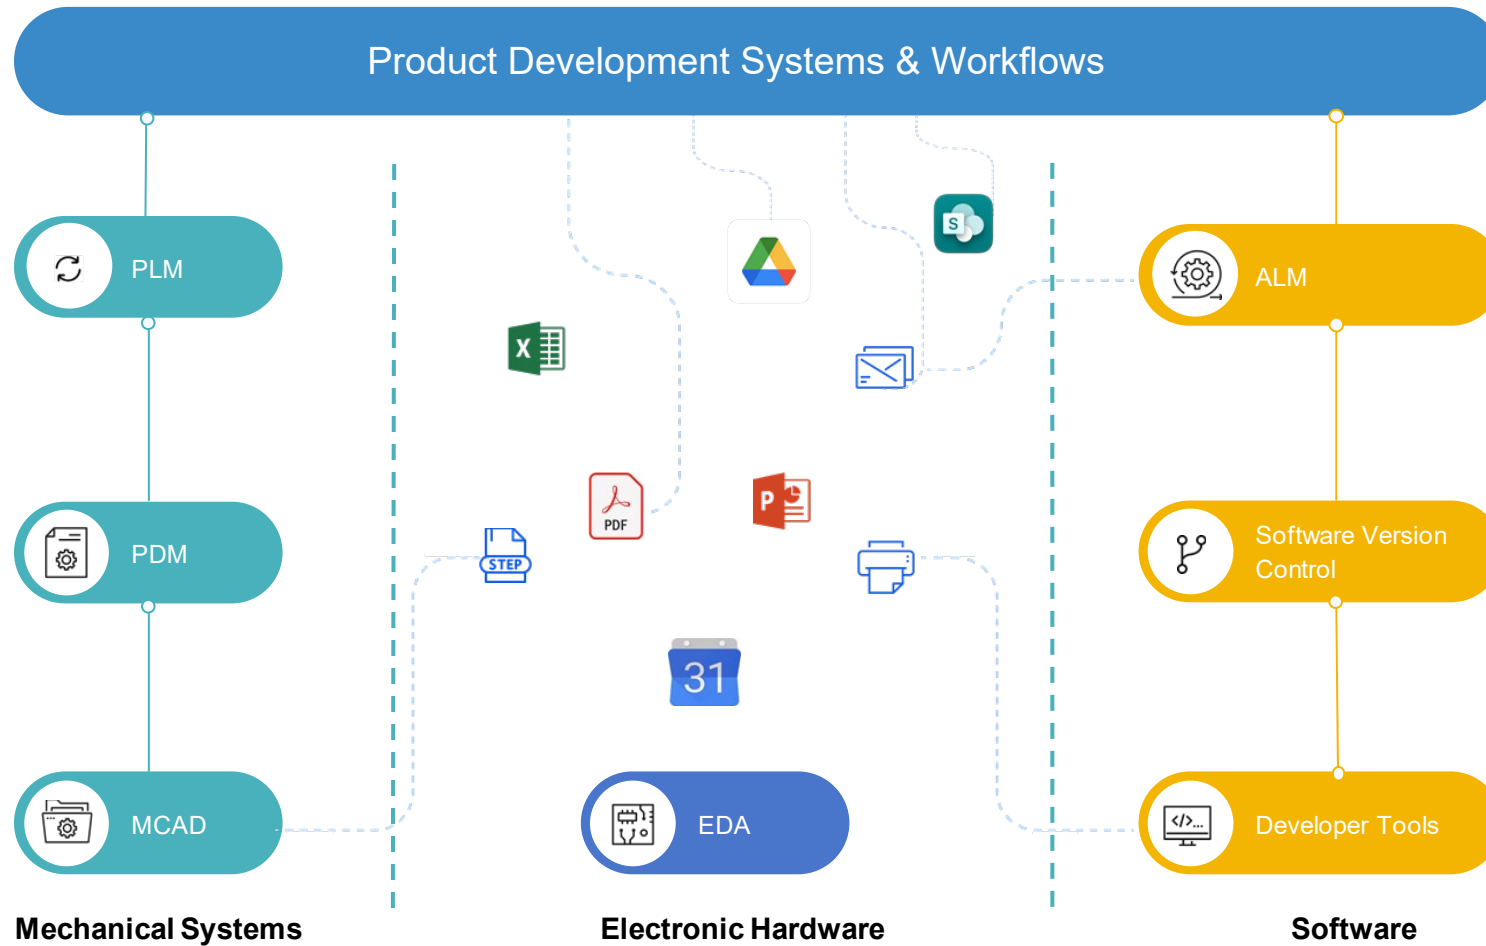 Product Development Systems & Workflows
PLM
S
ALM
X
PDF
P
PDM
STEP
Software Version
Control
31
MCAD
EDA
</>...
Developer Tools
Mechanical Systems
Electronic Hardware
Software